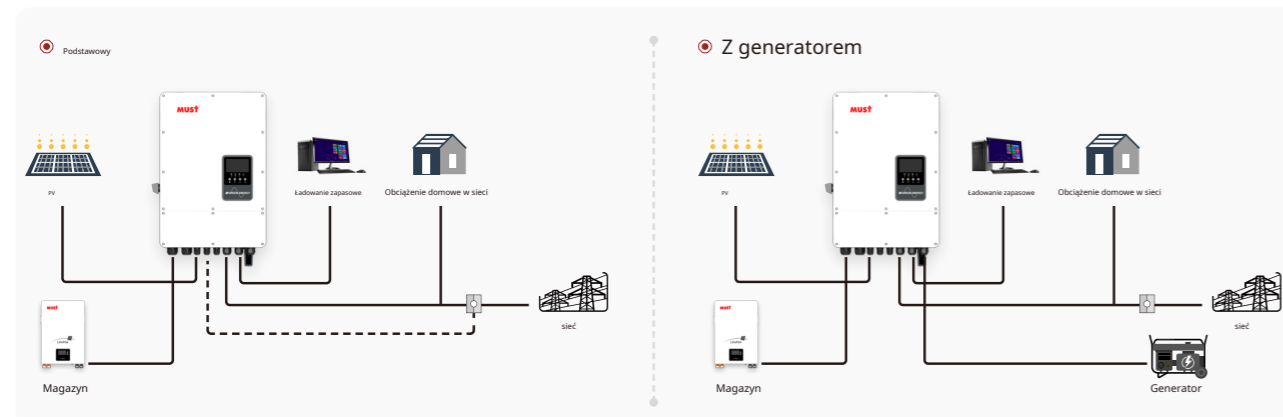 Podstawowy
MUST
PV
Ładowanie zapasowe
Obciążenie domowe w sieci
sieć
MUST
Magazyn
Z generatorem
MUST
PV
Ładowanie zapasowe
Obciążenie domowe w sieci
sieć
MUST
Magazyn
Generator